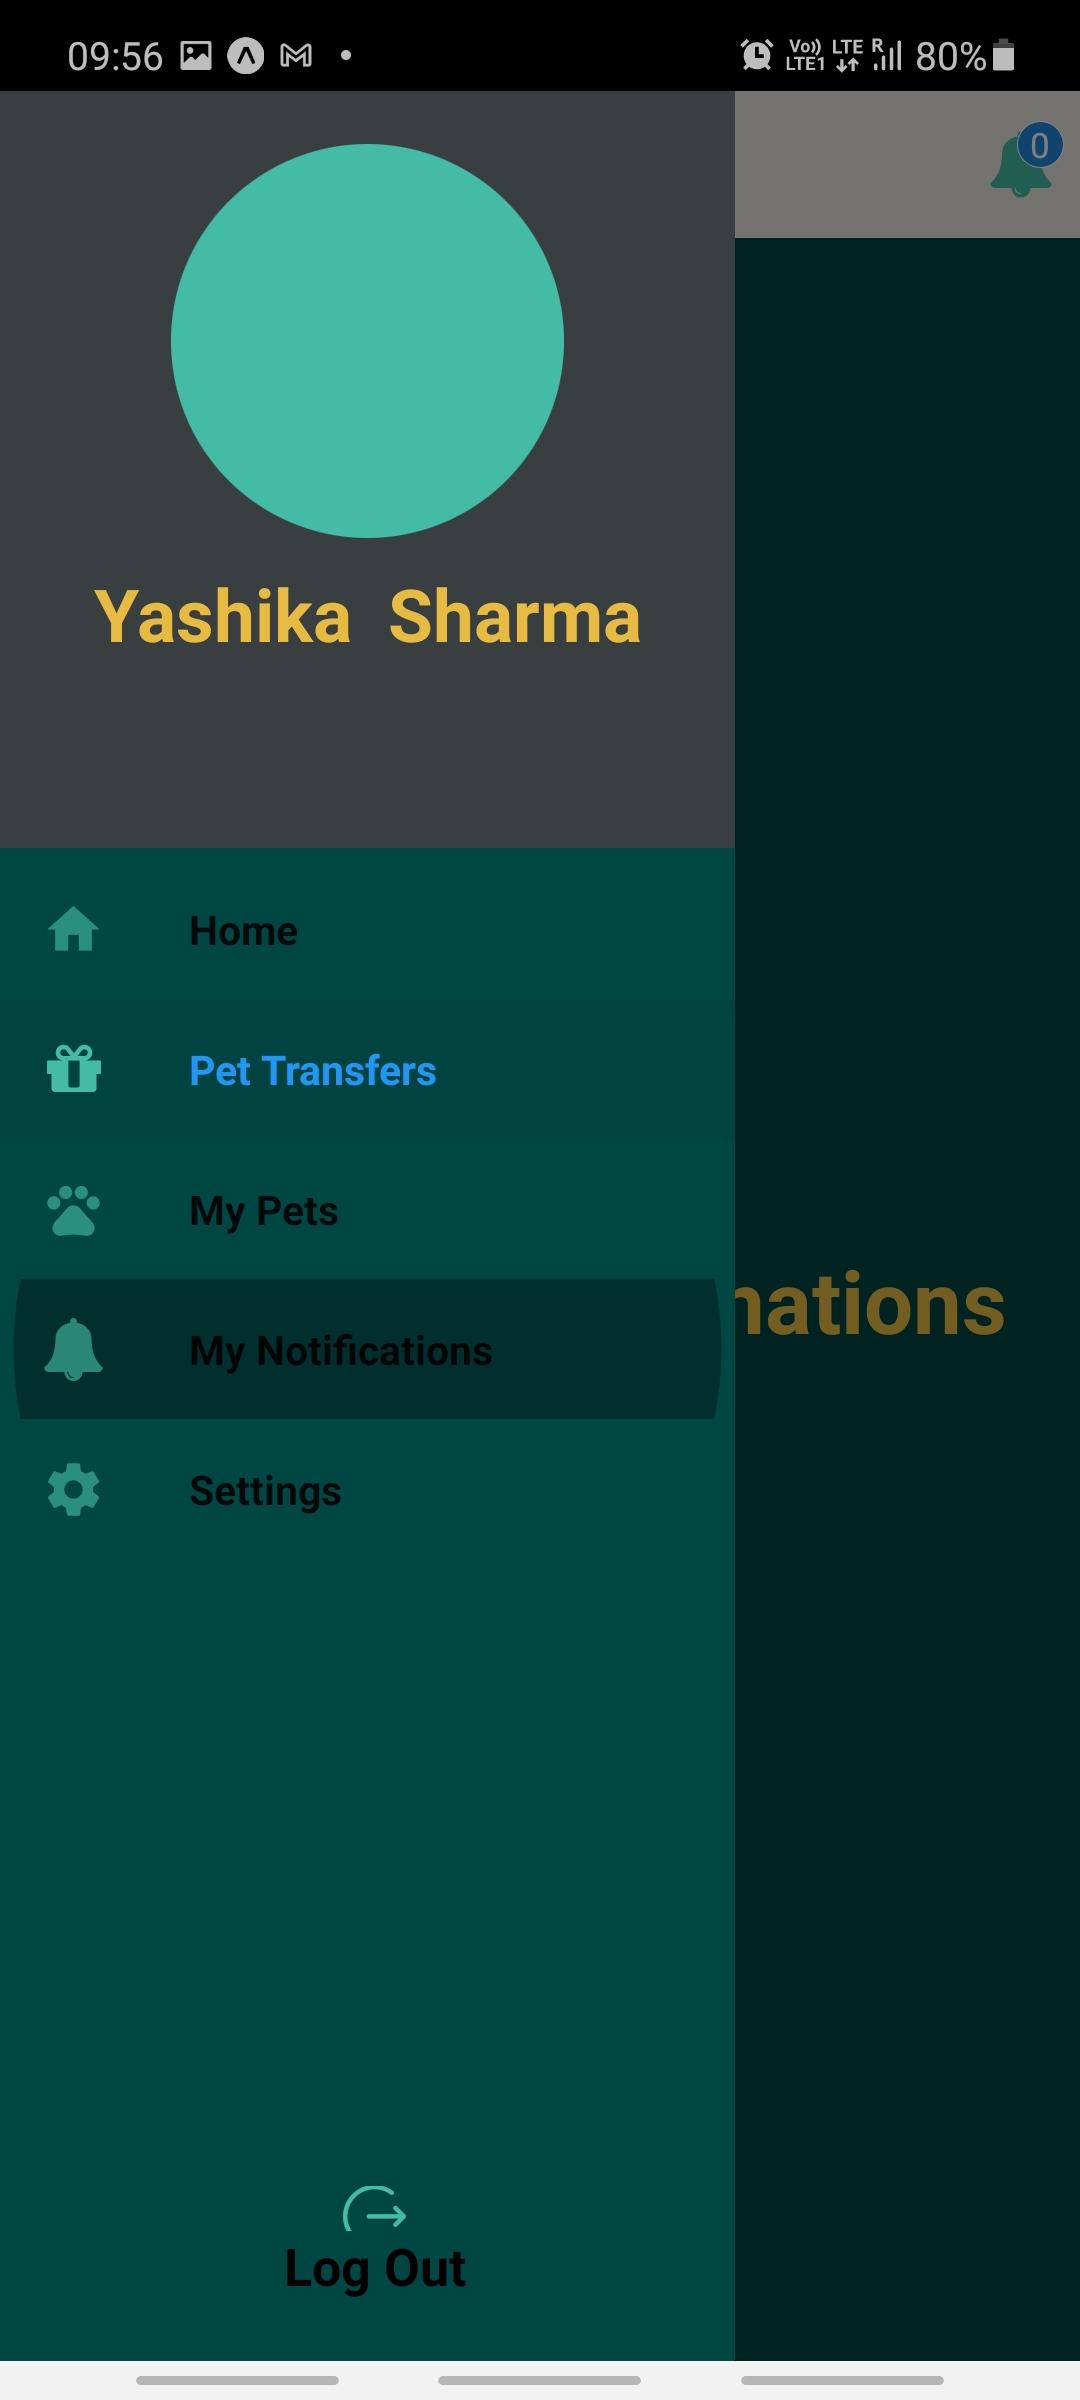 09:56
Vo)) LTE1 LTE R 80%
0
Yashika  Sharma
Home
Pet Transfers
My Pets
nations
My Notifications
Settings
Log Out